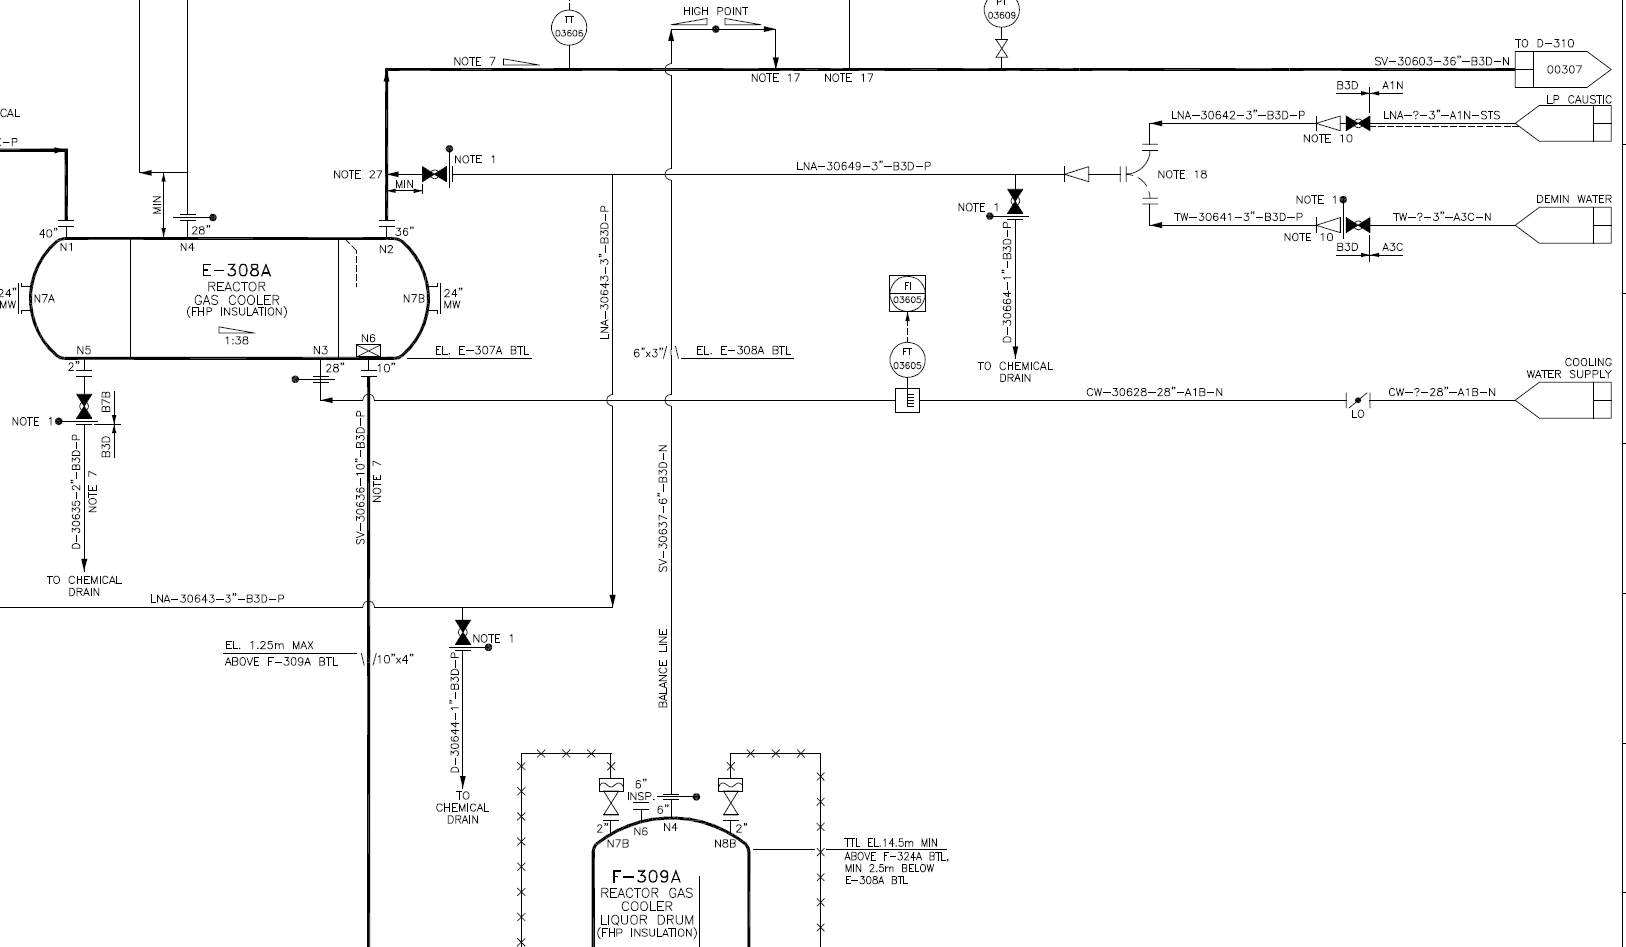 TT
03606
HIGH POINT
PT
03609
NOTE 7
NOTE 17
NOTE 17
SV-30603-36"-B3D-N
TO D-310
00307
B3D
A1N
LP CAUSTIC
LNA-30642-3"-B3D-P
LNA-?-3"-A1N-STS
NOTE 10
CAL
-P
NOTE 1
NOTE 27
MIN
LNA-30649-3"-B3D-P
NOTE 18
MIN
NOTE 1
NOTE 1
DEMIN WATER
TW-30641-3"-B3D-P
TW-?-3"-A3C-N
NOTE 10
B3D
A3C
40"
N1
28"
N4
36"
N2
E-308A
REACTOR
GAS COOLER
(FHP INSULATION)
1:38
24"
MW
N7A
N7B
24"
MW
LNA-30643-3"-B3D-P
D-30664-1"-B3D-P
FI
03605
FT
03605
N5
2"
N3
28"
N6
10"
EL. E-307A BTL
6"x3"
EL. E-308A BTL
TO CHEMICAL
DRAIN
COOLING
WATER SUPPLY
CW-30628-28"-A1B-N
CW-?-28"-A1B-N
LO
B7B
B3D
NOTE 1
D-30635-2"-B3D-P
NOTE 7
SV-30636-10"-B3D-P
NOTE 7
SV-30637-6"-B3D-N
BALANCE LINE
TO CHEMICAL
DRAIN
LNA-30643-3"-B3D-P
NOTE 1
EL. 1.25m MAX
ABOVE F-309A BTL
10"x4"
D-30644-1"-B3D-P
TO
CHEMICAL
DRAIN
6"
INSP.
6"
2"
N7B
N6
N4
2"
N8B
TTL EL.14.5m MIN
ABOVE F-324A BTL,
MIN 2.5m BELOW
E-308A BTL
F-309A
REACTOR GAS
COOLER
LIQUOR DRUM
(FHP INSULATION)